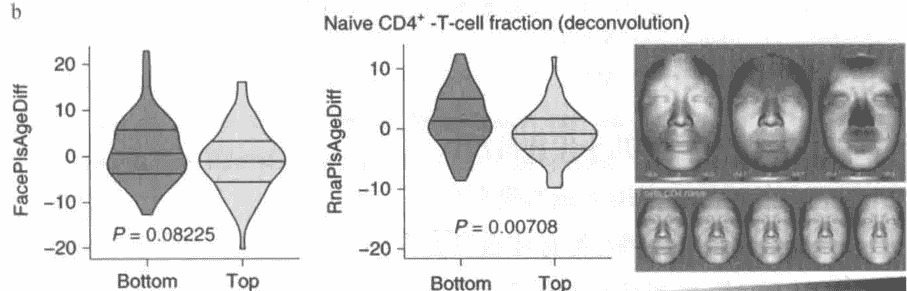 b
Naive CD4⁺ -T-cell fraction (deconvolution)
FacePlsAgeDiff
20
10
0
−10
−20
P = 0.08225
Bottom
Top
RnaPlsAgeDiff
10
0
−10
−20
P = 0.00708
Bottom
Top